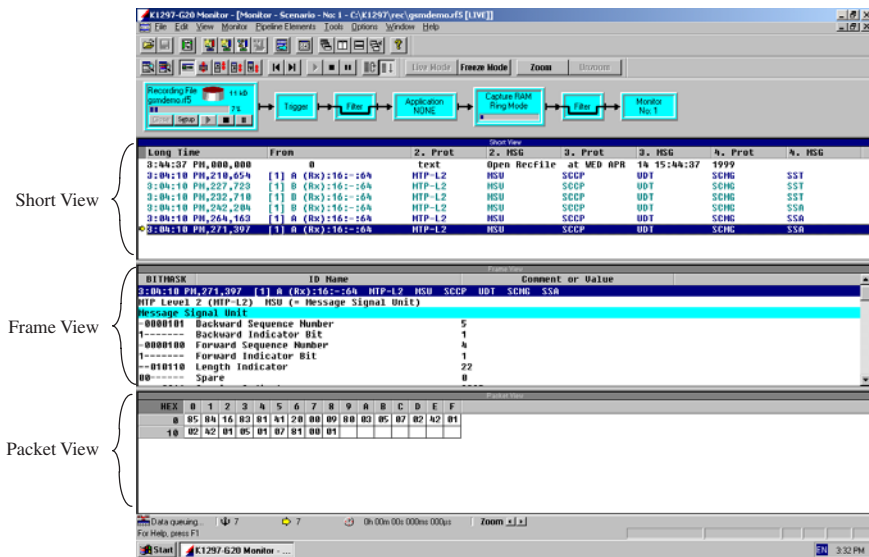 K1297-G20 Monitor - [Monitor - Scenario - No: 1 - C:\K1297\rec\gsmdemo.rf5 [LIVE]]
File Edit View Monitor Pipeline Elements Tools Options Window Help
Live Mode Freeze Mode Zoom Unzoom
Recording File
gsmdemo.rf5
11 kB
7%
Close Setup
Trigger
Filter
Application
NONE
Capture RAM
Ring Mode
Filter
Monitor
No: 1
Short View
Short View
Long Time From 2. Prot 2. MSG 3. Prot 3. MSG 4. Prot 4. MSG
3:44:37 PM,000,000 0 text Open Recfile at WED APR 14 15:44:37 1999
3:04:10 PM,210,654 [1] A (Rx):16:-:64 MTP-L2 MSU SCCP UDT SCMG SST
3:04:10 PM,227,723 [1] B (Rx):16:-:64 MTP-L2 MSU SCCP UDT SCMG SST
3:04:10 PM,232,710 [1] B (Rx):16:-:64 MTP-L2 MSU SCCP UDT SCMG SST
3:04:10 PM,242,204 [1] B (Rx):16:-:64 MTP-L2 MSU SCCP UDT SCMG SSA
3:04:10 PM,264,163 [1] A (Rx):16:-:64 MTP-L2 MSU SCCP UDT SCMG SSA
3:04:10 PM,271,397 [1] A (Rx):16:-:64 MTP-L2 MSU SCCP UDT SCMG SSA
Frame View
Frame View
BITMASK ID Name Comment or Value
3:04:10 PM,271,397 [1] A (Rx):16:-:64 MTP-L2 MSU SCCP UDT SCMG SSA
MTP Level 2 (MTP-L2) MSU (= Message Signal Unit)
Message Signal Unit
-0000101 Backward Sequence Number 5
1------- Backward Indicator Bit 1
-0000100 Forward Sequence Number 4
1------- Forward Indicator Bit 1
--010110 Length Indicator 22
00------ Spare 0
Packet View
Packet View
HEX 0 1 2 3 4 5 6 7 8 9 A B C D E F
0 85 84 16 83 81 41 20 00 09 80 03 05 07 02 42 01
10 02 42 01 05 01 07 81 00 01
Data queuing... 7 7 0h 00m 00s 000ms 000µs Zoom
For Help, press F1
Start K1297-G20 Monitor - ... EN 3:32 PM